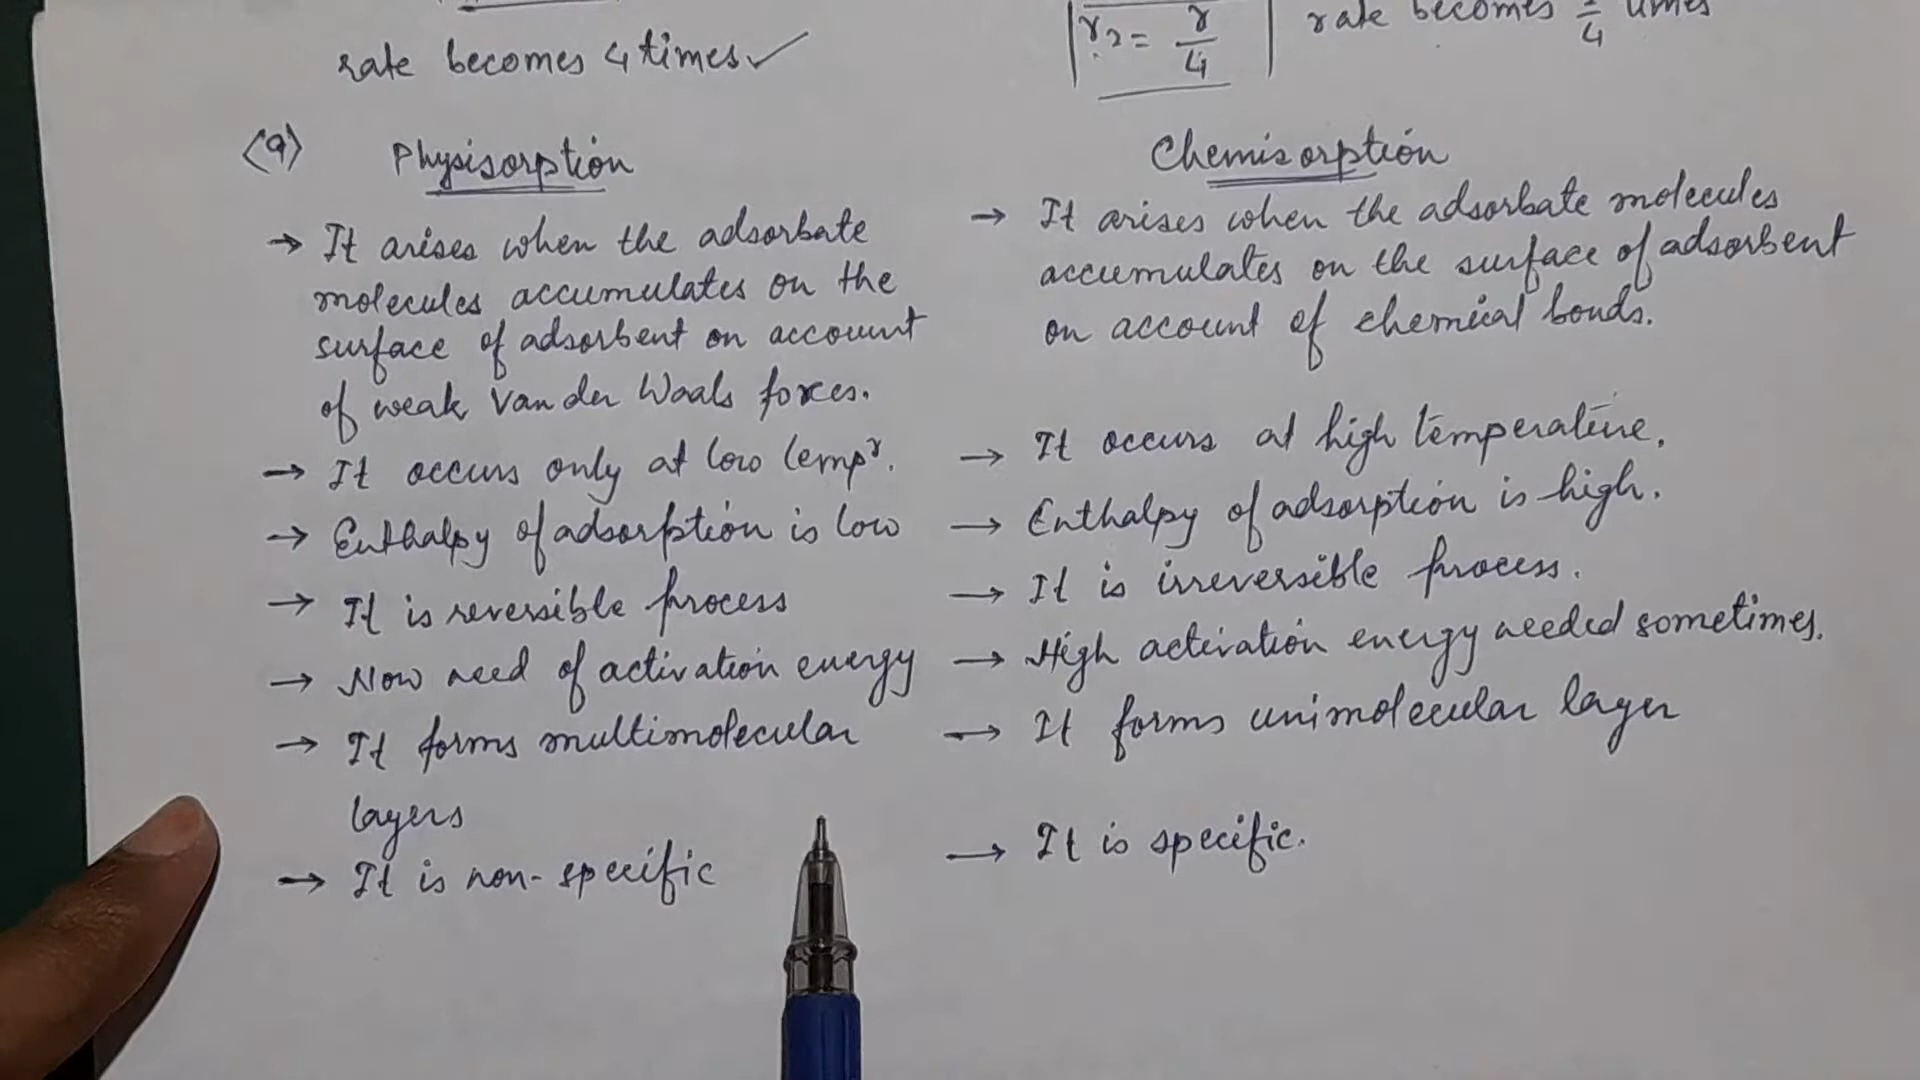 rate becomes 4 times ✓
r₂ = r/4
rate becomes 1/4 times
(9)
Physisorption
→ It arises when the adsorbate
molecules accumulates on the
surface of adsorbent on account
of weak Van der Waals forces.
→ It occurs only at low tempr.
→ Enthalpy of adsorption is low
→ It is reversible process
→ Now need of activation energy
→ It forms multimolecular
layers
→ It is non-specific
Chemisorption
→ It arises when the adsorbate molecules
accumulates on the surface of adsorbent
on account of chemical bonds.
→ It occurs at high temperature.
→ Enthalpy of adsorption is high.
→ It is irreversible process.
→ High activation energy needed sometimes.
→ It forms unimolecular layer
→ It is specific.